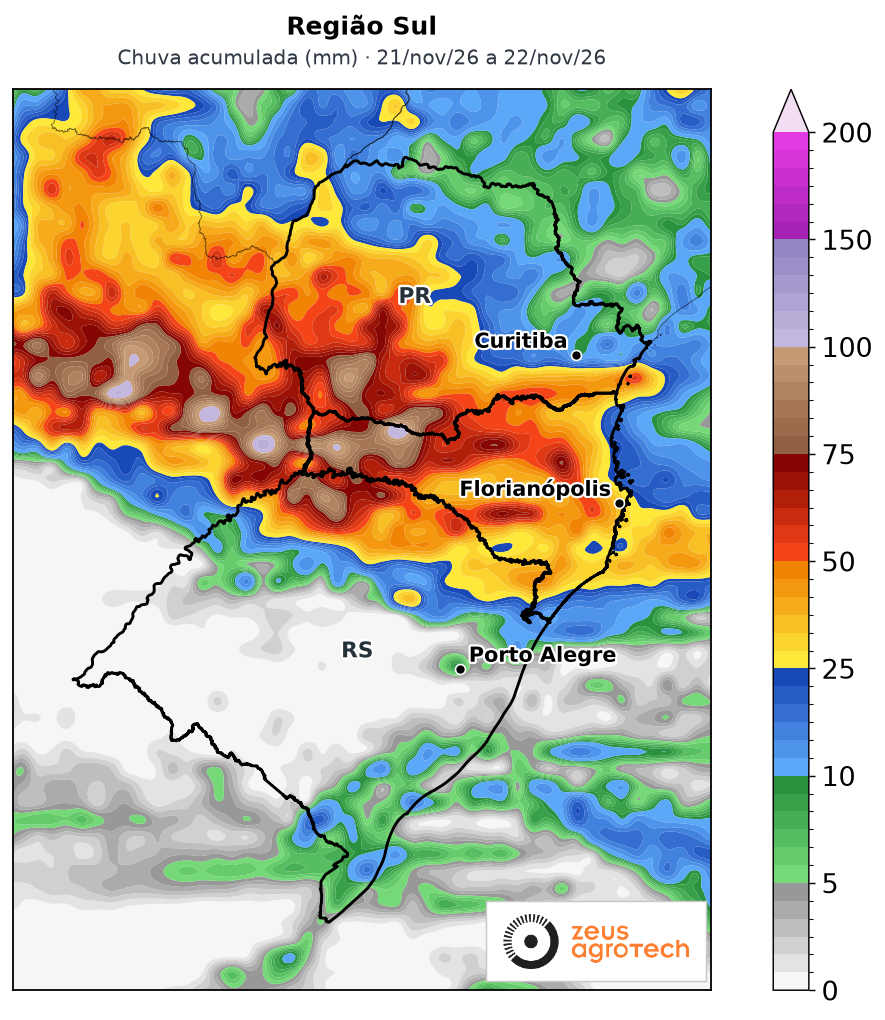 Região Sul
Chuva acumulada (mm) · 21/nov/26 a 22/nov/26
200
150
PR
Curitiba
100
75
Florianópolis
50
RS
Porto Alegre
25
10
5
zeus
agrotech
0